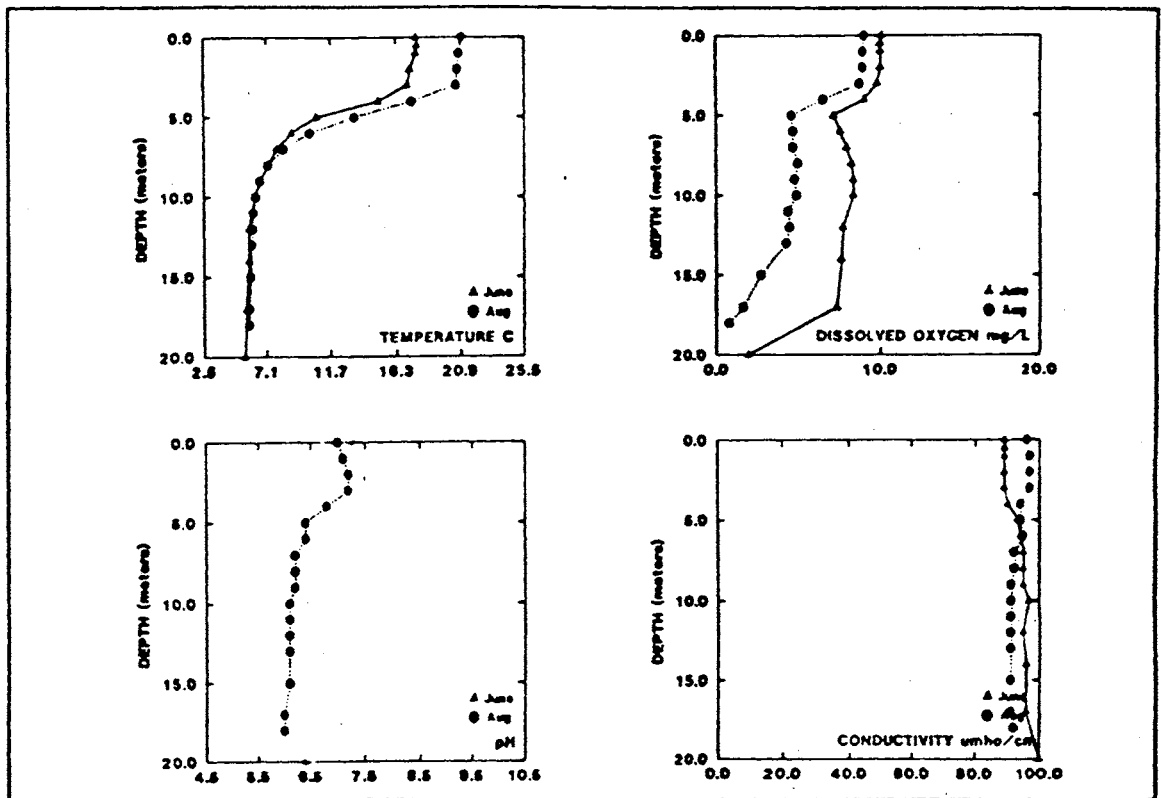 0.0
5.0
10.0
15.0
20.0
DEPTH (meters)
June
Aug
TEMPERATURE C
2.5 7.1 11.7 16.3 20.9 25.5
0.0
5.0
10.0
15.0
20.0
DEPTH (meters)
June
Aug
DISSOLVED OXYGEN mg/L
0.0 10.0 20.0
0.0
5.0
10.0
15.0
20.0
DEPTH (meters)
June
Aug
pH
4.5 5.5 6.5 7.5 8.5 9.5 10.5
0.0
5.0
10.0
15.0
20.0
DEPTH (meters)
June
CONDUCTIVITY umho/cm
0.0 20.0 40.0 60.0 80.0 100.0